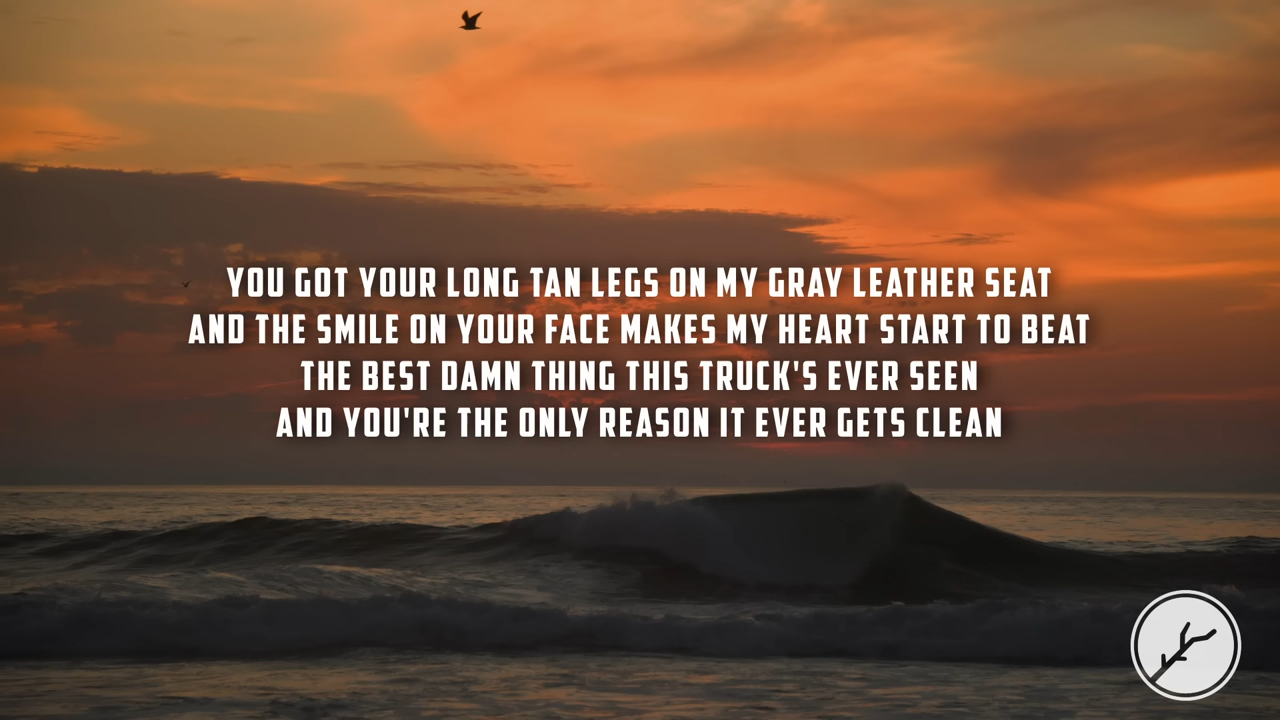 YOU GOT YOUR LONG TAN LEGS ON MY GRAY LEATHER SEAT
AND THE SMILE ON YOUR FACE MAKES MY HEART START TO BEAT
THE BEST DAMN THING THIS TRUCK'S EVER SEEN
AND YOU'RE THE ONLY REASON IT EVER GETS CLEAN